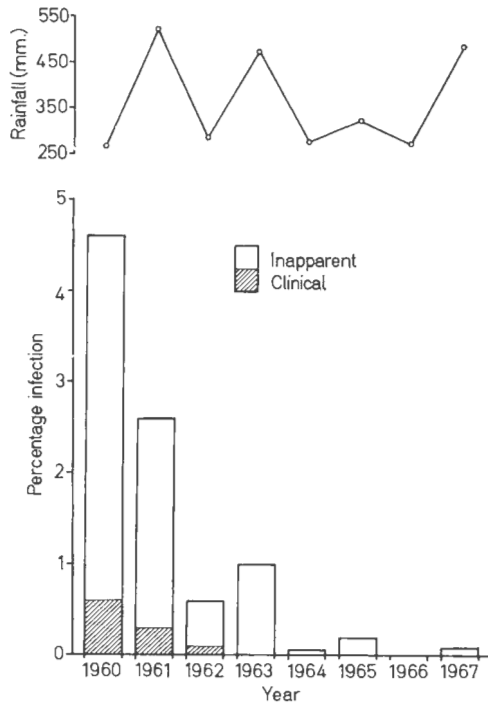 550
450
350
250
Rainfall (mm.)
5
4
3
2
1
0
Percentage infection
Inapparent
Clinical
1960 1961 1962 1963 1964 1965 1966 1967
Year